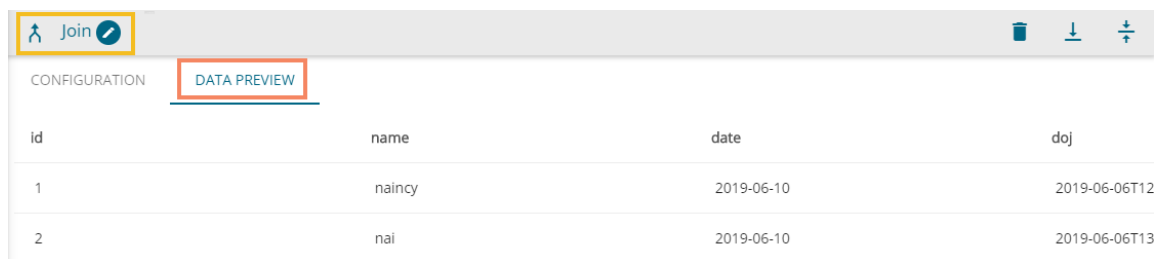 Join
CONFIGURATION DATA PREVIEW
id name date doj
1 naincy 2019-06-10 2019-06-06T12
2 nai 2019-06-10 2019-06-06T13